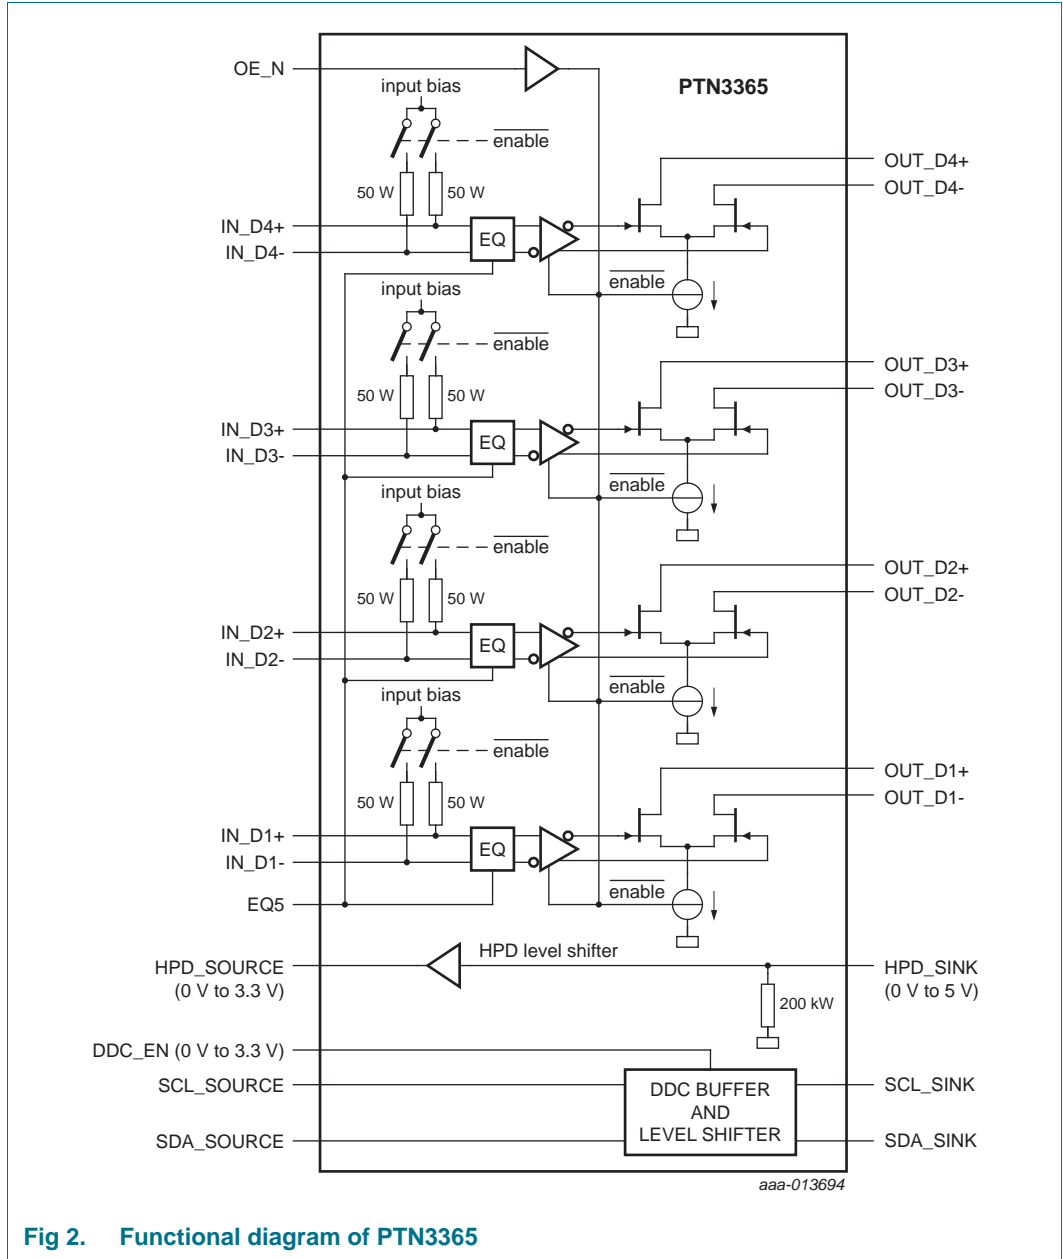 OE_N
input bias
PTN3365
enable
OUT_D4+
50 W 50 W
OUT_D4-
IN_D4+
EQ
IN_D4-
enable
input bias
enable
OUT_D3+
50 W 50 W
OUT_D3-
IN_D3+
EQ
IN_D3-
enable
input bias
enable
OUT_D2+
50 W 50 W
OUT_D2-
IN_D2+
EQ
IN_D2-
enable
input bias
enable
OUT_D1+
50 W 50 W
OUT_D1-
IN_D1+
EQ
IN_D1-
enable
EQ5
HPD level shifter
HPD_SOURCE
(0 V to 3.3 V)
HPD_SINK
(0 V to 5 V)
200 kW
DDC_EN (0 V to 3.3 V)
SCL_SOURCE
DDC BUFFER
AND
LEVEL SHIFTER
SCL_SINK
SDA_SOURCE
SDA_SINK
aaa-013694
Fig 2. Functional diagram of PTN3365